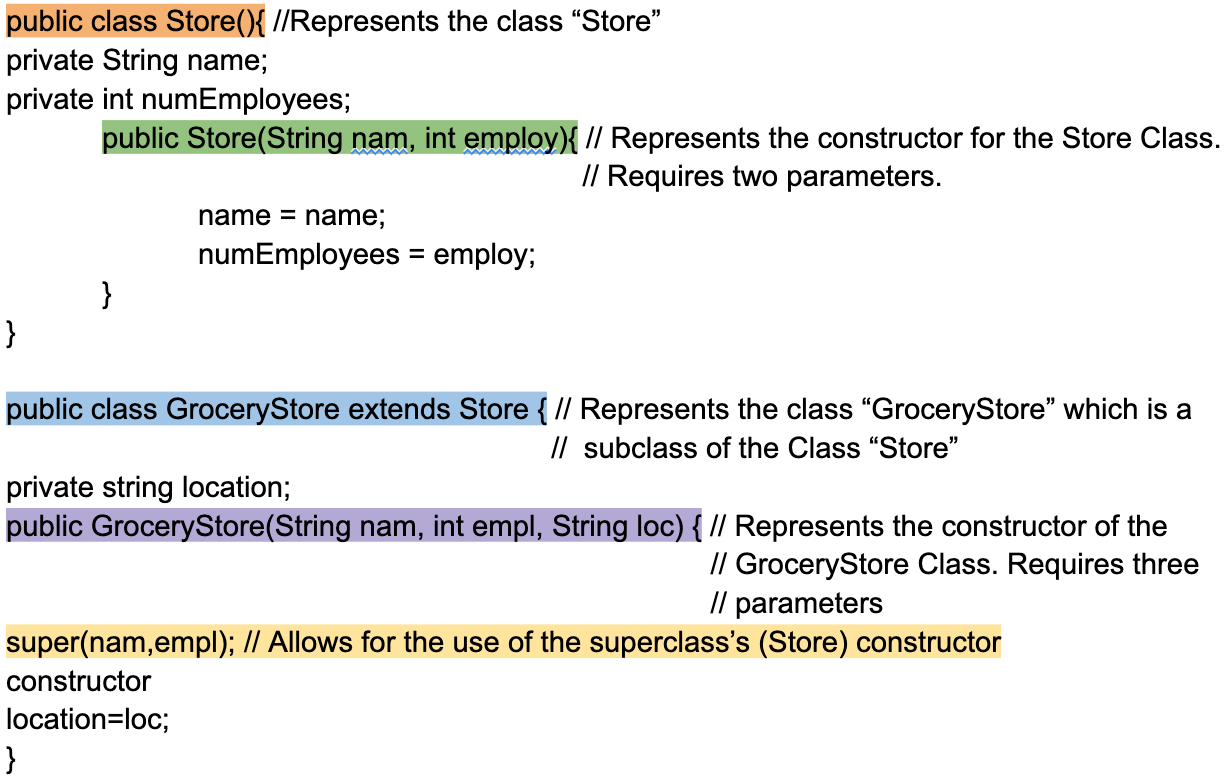 public class Store(){ //Represents the class “Store”
private String name;
private int numEmployees;
public Store(String nam, int employ){ // Represents the constructor for the Store Class.
// Requires two parameters.
name = name;
numEmployees = employ;
}
}
public class GroceryStore extends Store { // Represents the class “GroceryStore” which is a
// subclass of the Class “Store”
private string location;
public GroceryStore(String nam, int empl, String loc) { // Represents the constructor of the
// GroceryStore Class. Requires three
// parameters
super(nam,empl); // Allows for the use of the superclass’s (Store) constructor
constructor
location=loc;
}